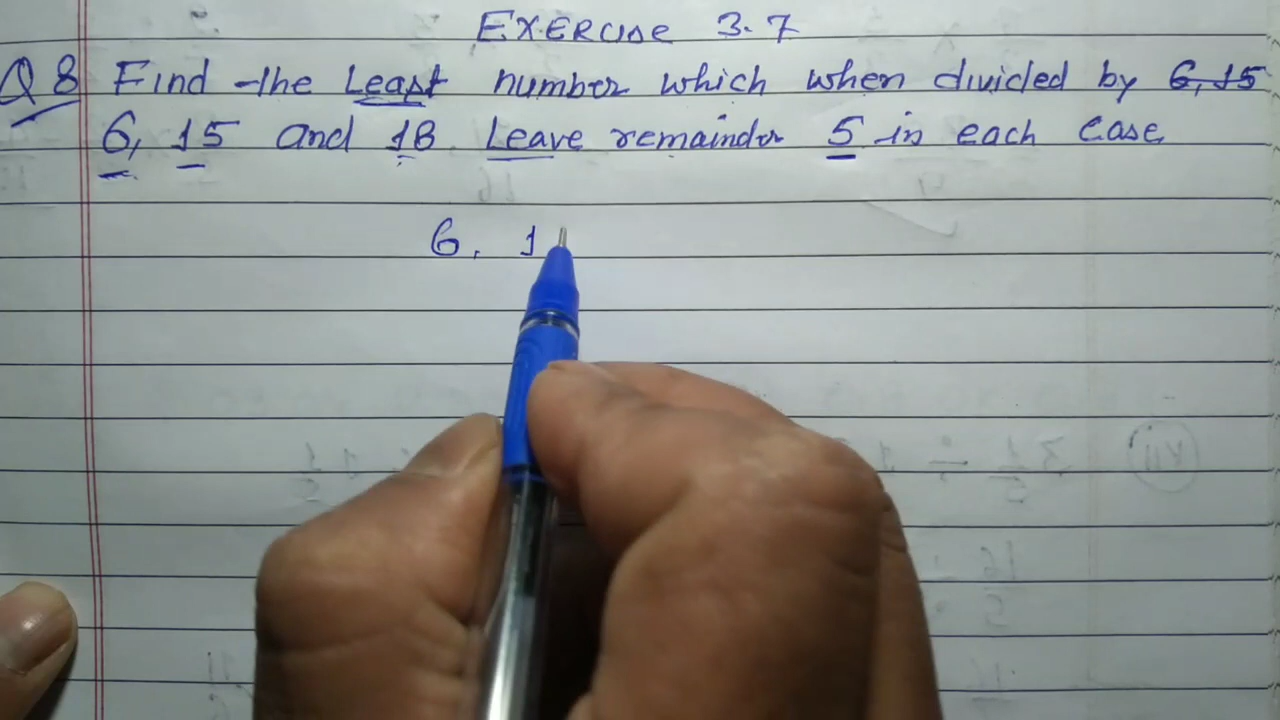 EXERCISE 3.7
Q8 Find the Least number which when divided by 6, 15
6, 15 and 18 Leave remainder 5 in each case
6, 1